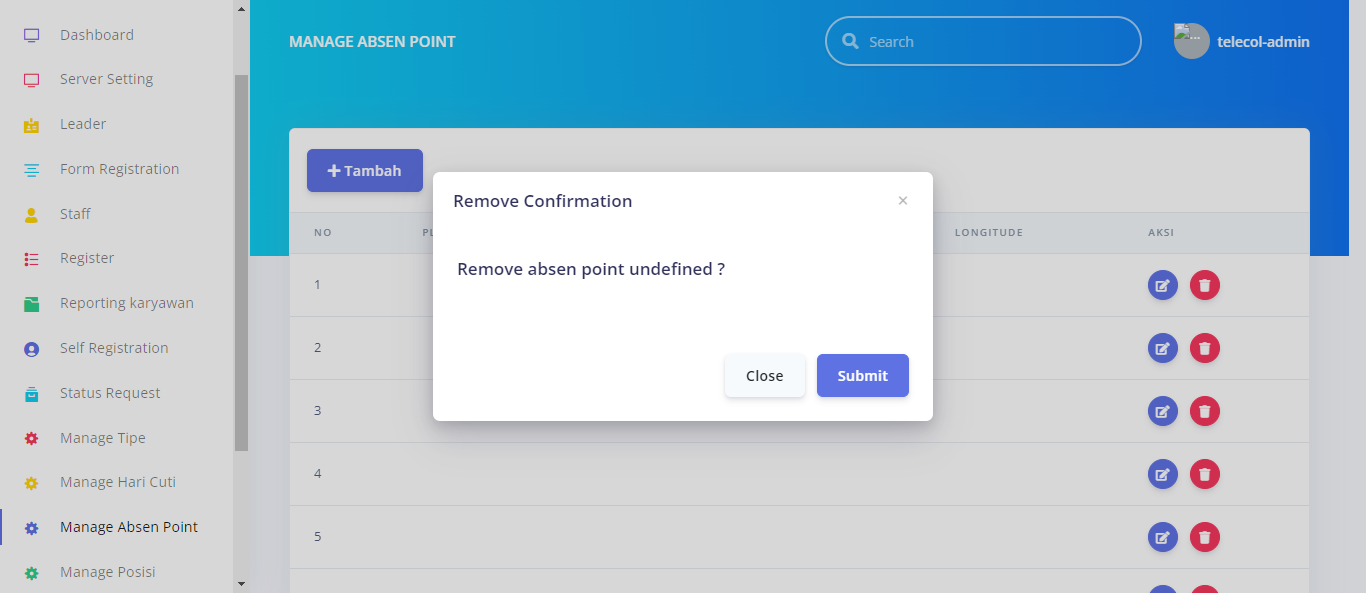 Dashboard
Server Setting
Leader
Form Registration
Staff
Register
Reporting karyawan
Self Registration
Status Request
Manage Tipe
Manage Hari Cuti
Manage Absen Point
Manage Posisi
MANAGE ABSEN POINT
Search
telecol-admin
Tambah
NO
LONGITUDE
AKSI
1
2
3
4
5
Remove Confirmation
×
Remove absen point undefined ?
Close
Submit